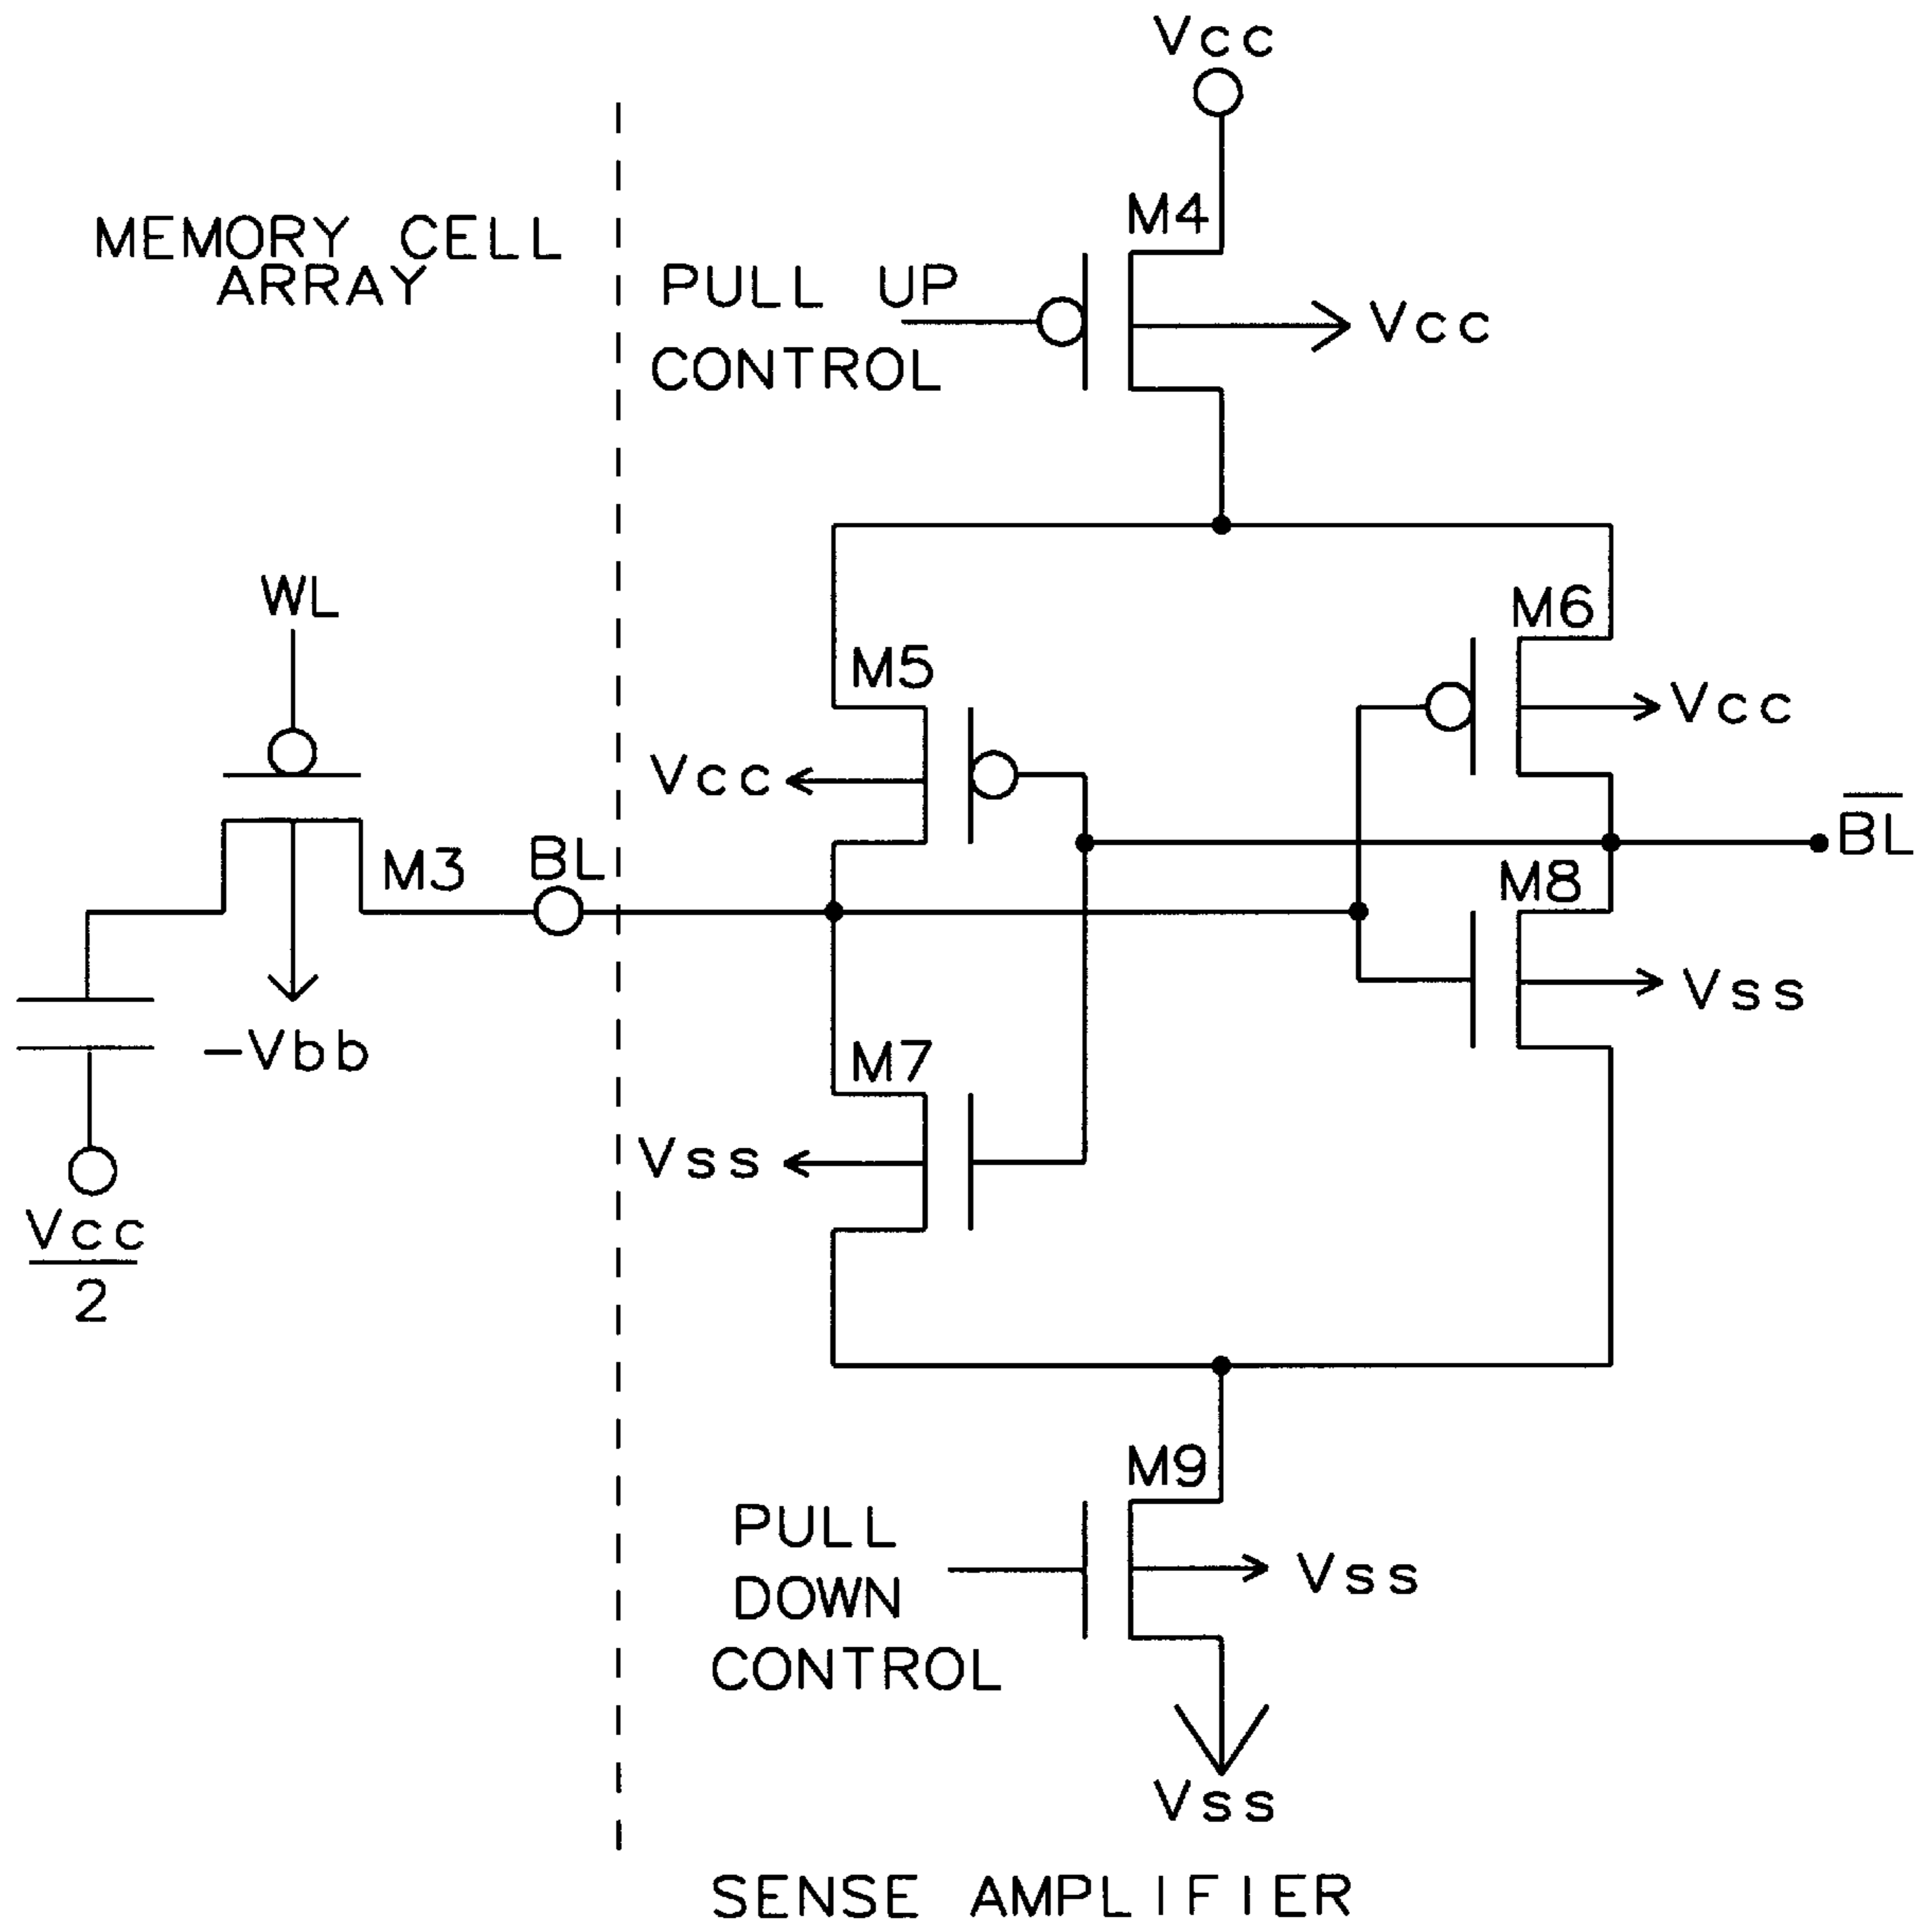 Vcc
M4
MEMORY CELL
ARRAY
PULL UP
CONTROL
Vcc
WL
M6
M5
Vcc
Vcc
BL
M3
BL
M8
Vss
-Vbb
M7
Vss
Vcc
2
M9
PULL
DOWN
CONTROL
Vss
Vss
SENSE AMPLIFIER